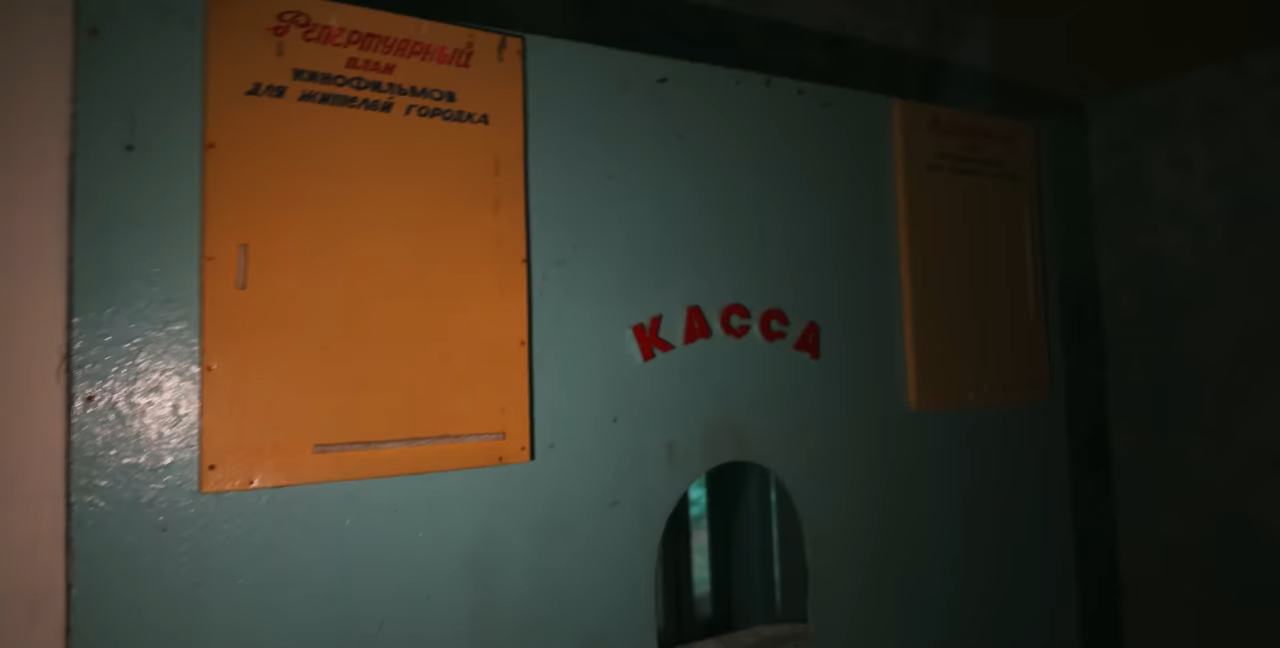 Репертуарный
ПЛАН
КИНОФИЛЬМОВ
ДЛЯ ЖИТЕЛЕЙ ГОРОДКА
КАССА